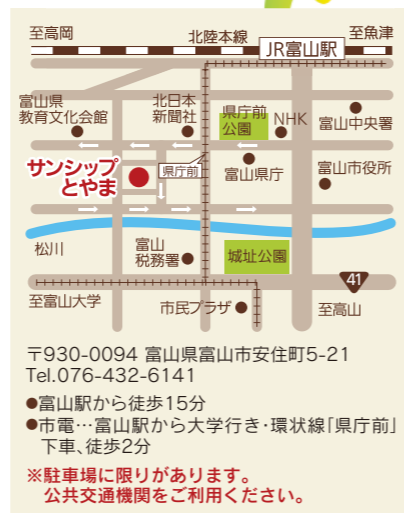 至高岡
北陸本線
至魚津
JR富山駅
富山県
教育文化会館
北日本
新聞社
県庁前
公園
NHK
富山中央署
サンシップ
とやま
県庁前
富山県庁
富山市役所
松川
富山
税務署
城址公園
41
至富山大学
市民プラザ
至高山
〒930-0094 富山県富山市安住町5-21
Tel.076-432-6141
●富山駅から徒歩15分
●市電…富山駅から大学行き・環状線「県庁前」
下車、徒歩2分
※駐車場に限りがあります。
公共交通機関をご利用ください。